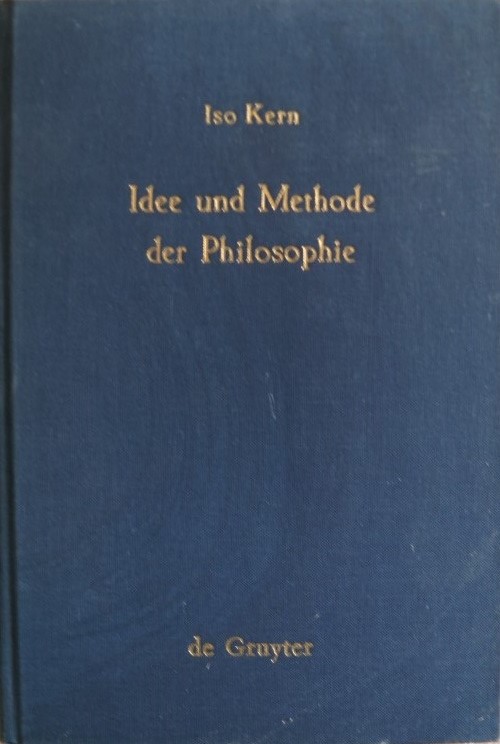 Iso Kern
Idee und Methode
der Philosophie
de Gruyter